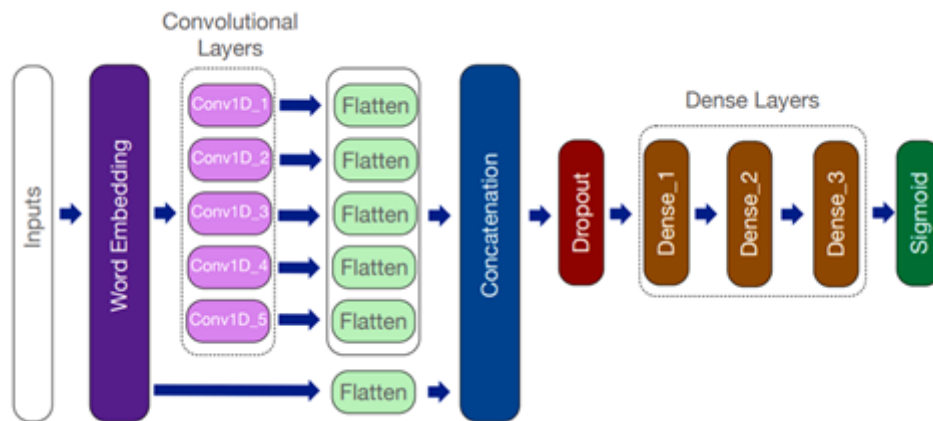 Convolutional
Layers
Inputs
Word Embedding
Conv1D_1
Flatten
Conv1D_2
Flatten
Conv1D_3
Flatten
Conv1D_4
Flatten
Conv1D_5
Flatten
Flatten
Concatenation
Dropout
Dense Layers
Dense_1
Dense_2
Dense_3
Sigmoid